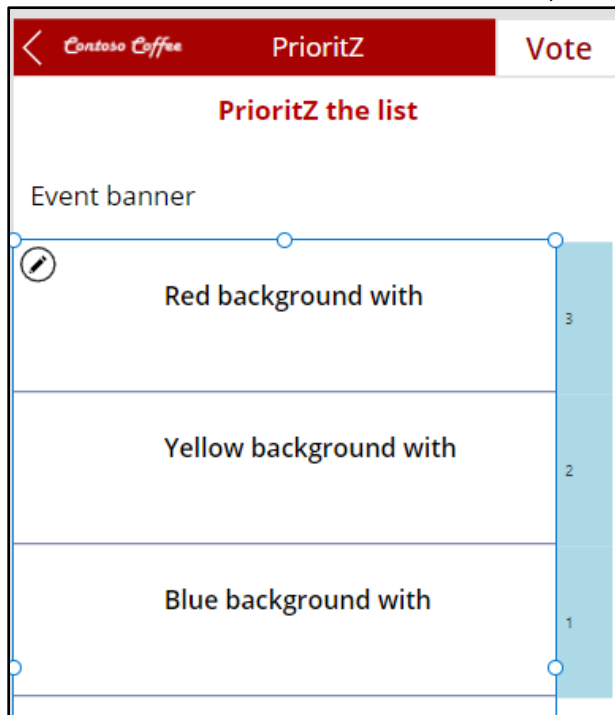 Contoso Coffee PrioritZ Vote
PrioritZ the list
Event banner
Red background with
3
Yellow background with
2
Blue background with
1